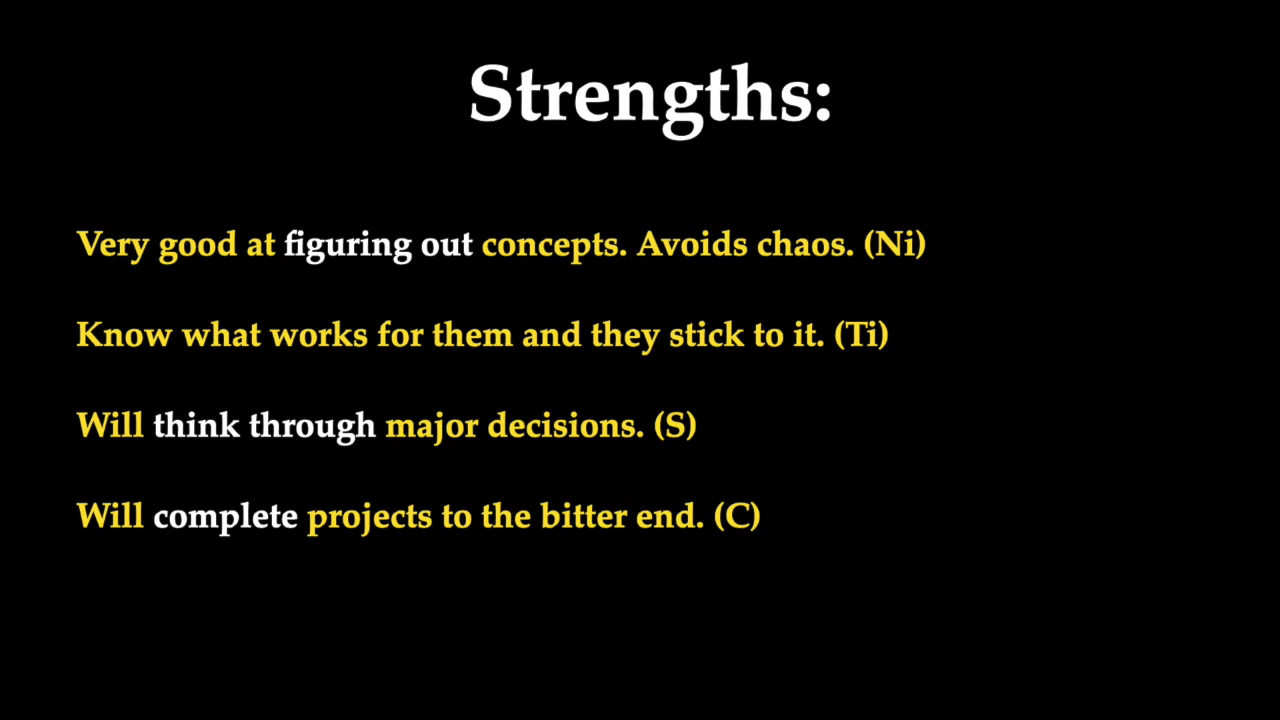 Strengths:
Very good at figuring out concepts. Avoids chaos. (Ni)
Know what works for them and they stick to it. (Ti)
Will think through major decisions. (S)
Will complete projects to the bitter end. (C)